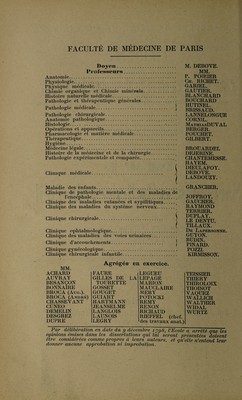 FACULTÉ DE MÉDECINE DE PARIS
Doyen . . . M. DEBOVE.
Professeurs. MM.
Anatomie . . . P. POIRIER
Physiologie . . . CH. RICHET.
Physique médicale . . . GARIEL.
Chimie organique et Chimie minérale . . . GAUTIER.
Histoire naturelle médicale . . . BLANCHARD
Pathologie et thérapeutique générales . . . BOUCHARD
Pathologie médicale . . . HUTINEL.
BRISSAUD.
Pathologie chirurgicale . . . LANNELONGUE
Anatomie pathologique . . . CORNIL.
Histologie . . . MATHIAS DUVAL
Opérations et appareils . . . BERGER.
Pharmacologie et matière médicale . . . POUCHET.
Thérapeutique . . . GILBERT.
Hygiène
Médecine légale . . . BROUARDEL
Histoire de la médecine et de la chirurgie . . . DEJERINE.
Pathologie expérimentale et comparée . . . CHANTEMESSE.
Clinique médicale . . . HAYEM.
DIEULAFOY.
DEBOVE.
LANDOUZY.
Maladie des enfants . . . GRANCHER.
Clinique de pathologie mentale et des maladies de
l'encéphale . . . JOFFROY.
Clinique des maladies cutanées et syphilitiques . . . GAUCHER.
Clinique des maladies du système nerveux . . . RAYMOND
Clinique chirurgicale . . . TERRIER.
DUPLAY.
LE DENTU.
TILLAUX.
Clinique ophtalmologique . . . DE LAPERSONNE.
Clinique des maladies des voies urinaires . . . GUYON.
Clinique d'accouchements . . . BUDIN.
PINARD.
Clinique gynécologique . . . POZZI.
Clinique chirurgicale infantile . . . KIRMISSON.
Agrégés en exercice.
MM.
ACHARD FAURE LEGUEU TEISSIER
AUVRAY GILLES DE LA LEPAGE THIERY
BESANÇON TOURETTE MARION THIROLOIX
BONNAIRE GOSSET MAUCLAIRE THOINOT
BROCA (Aug.) GOUGET MERY VAQUEZ
BROCA (André) GUIART POTOCKI WALLICH
CHASSEVANT HARTMANN REMY WALTHER
CUNEO JEANSELME RENON WIDAL
DEMELIN LANGLOIS RICHAUD WURTZ
DESGREZ LAUNOIS RIEFFEL (chef.
DUPRE LEGRY des travaux anat.)
Par délibération en date du 9 décembre 1798, l'École a arrêté que les
opinions émises dans les dissertations qui lui seront présentées doivent
être considérées comme propres à leurs auteurs, et qu'elle n'entend leur
donner aucune approbation ni improbation.